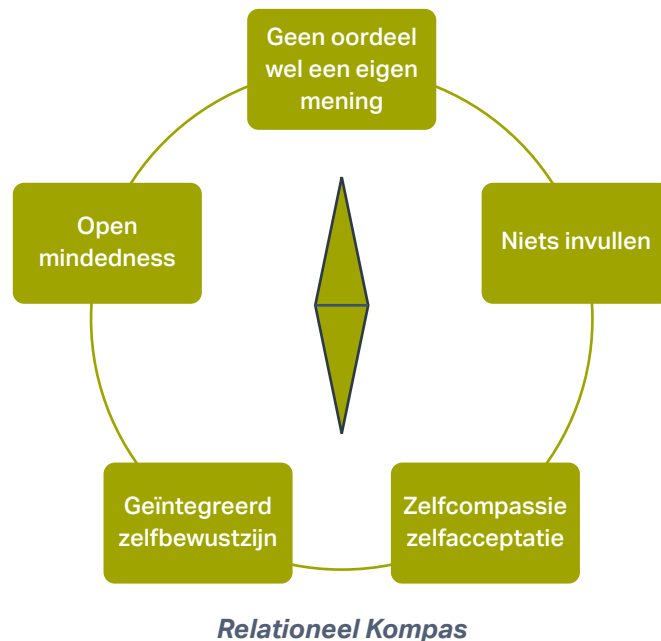 Geen oordeel
wel een eigen
mening
Open
mindedness
Niets invullen
Geïntegreerd
zelfbewustzijn
Zelfcompassie
zelfacceptatie
Relationeel Kompas